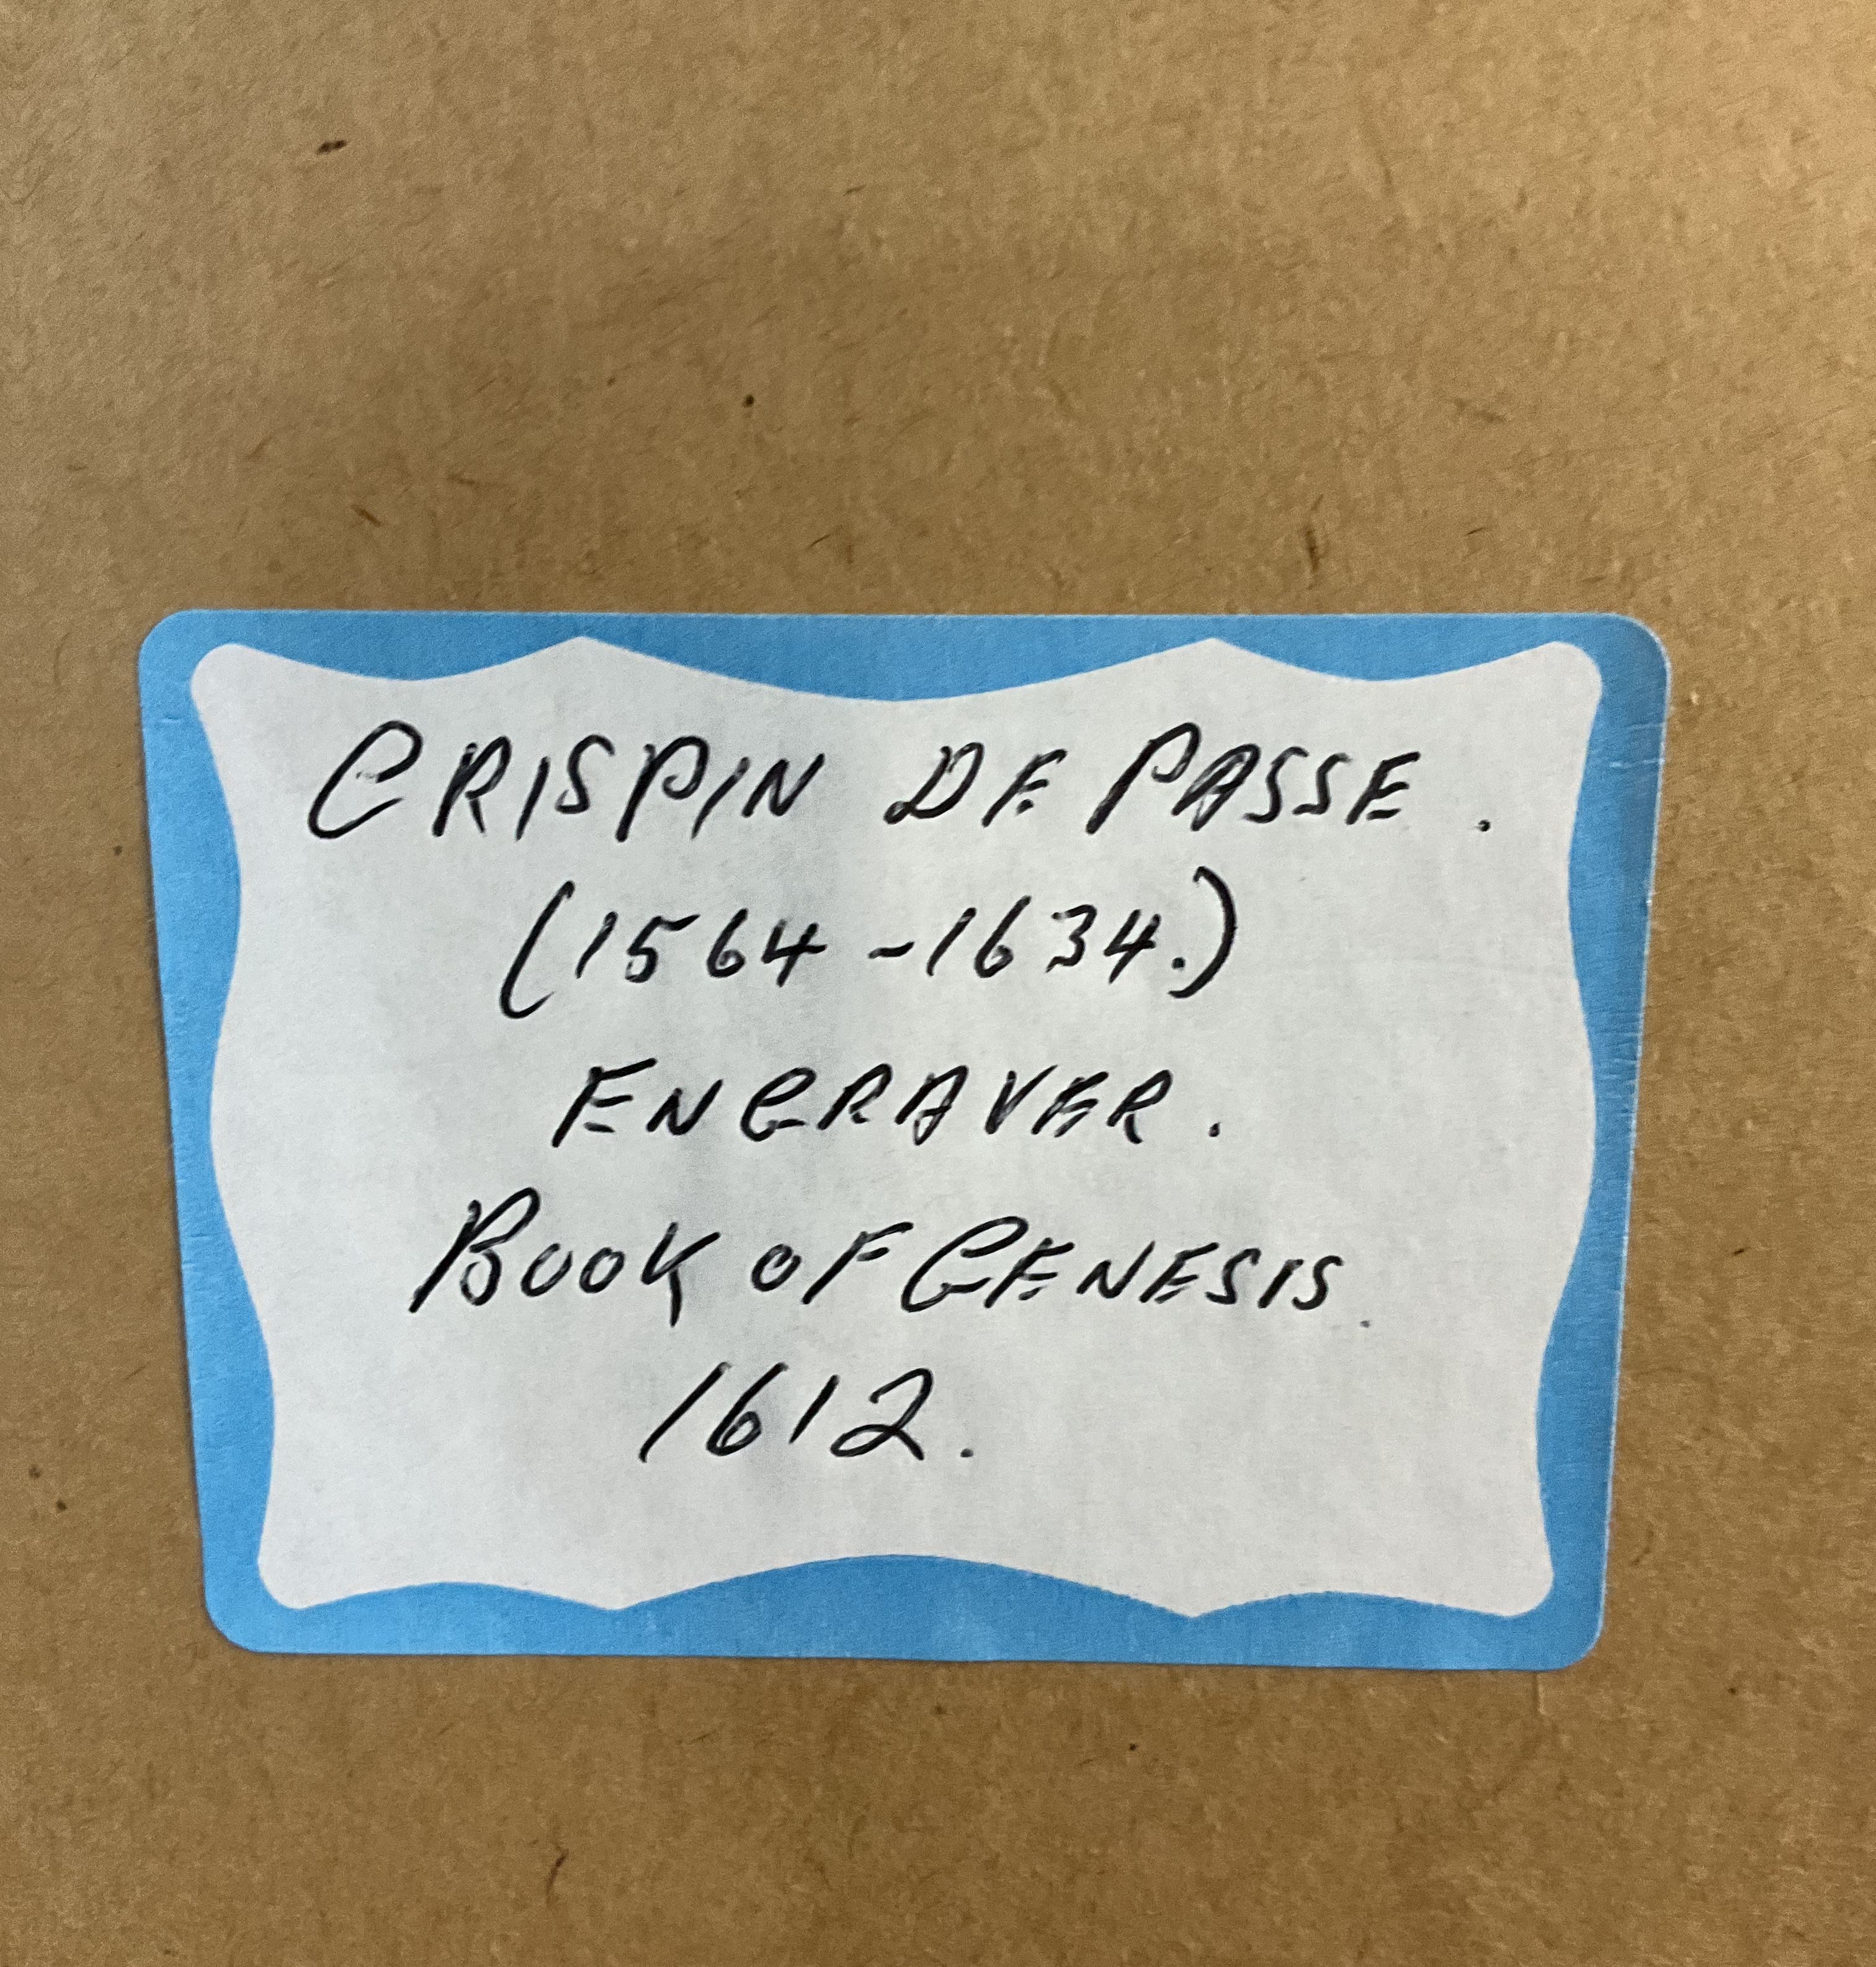 CRISPIN DE PASSE.
(1564-1634.)
ENGRAVER.
BOOK OF GENESIS.
1612.